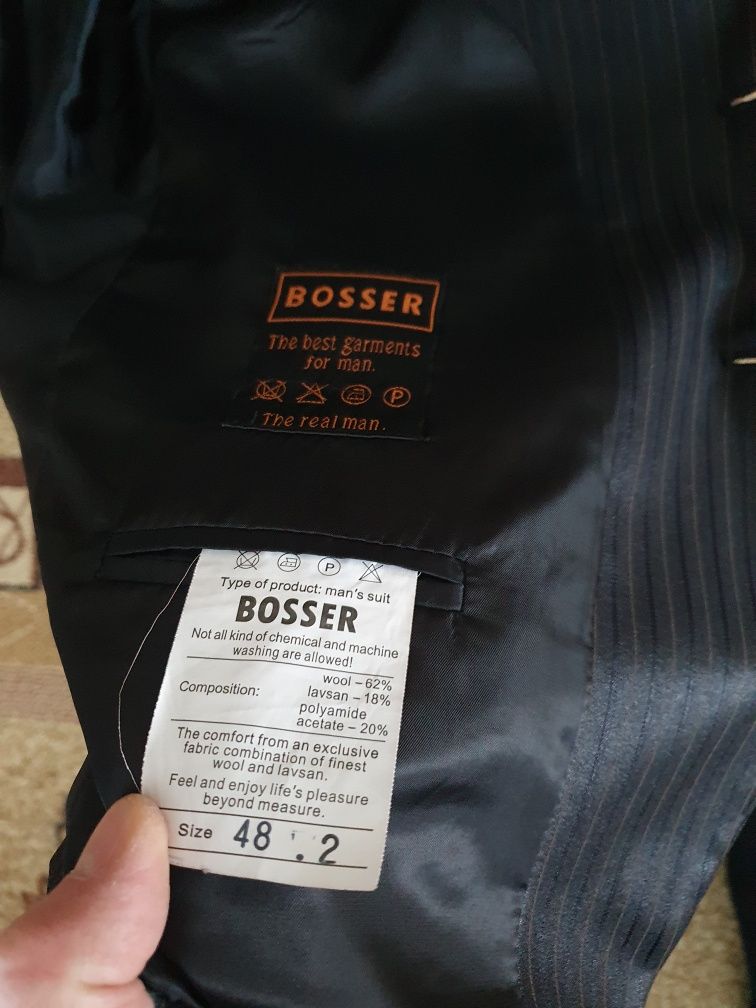 BOSSER
The best garments
for man.
P
The real man.
P
Type of product: man's suit
BOSSER
Not all kind of chemical and machine
washing are allowed!
Composition:
wool – 62%
lavsan – 18%
polyamide
acetate – 20%
The comfort from an exclusive
fabric combination of finest
wool and lavsan.
Feel and enjoy life's pleasure
beyond measure.
Size 48 . 2